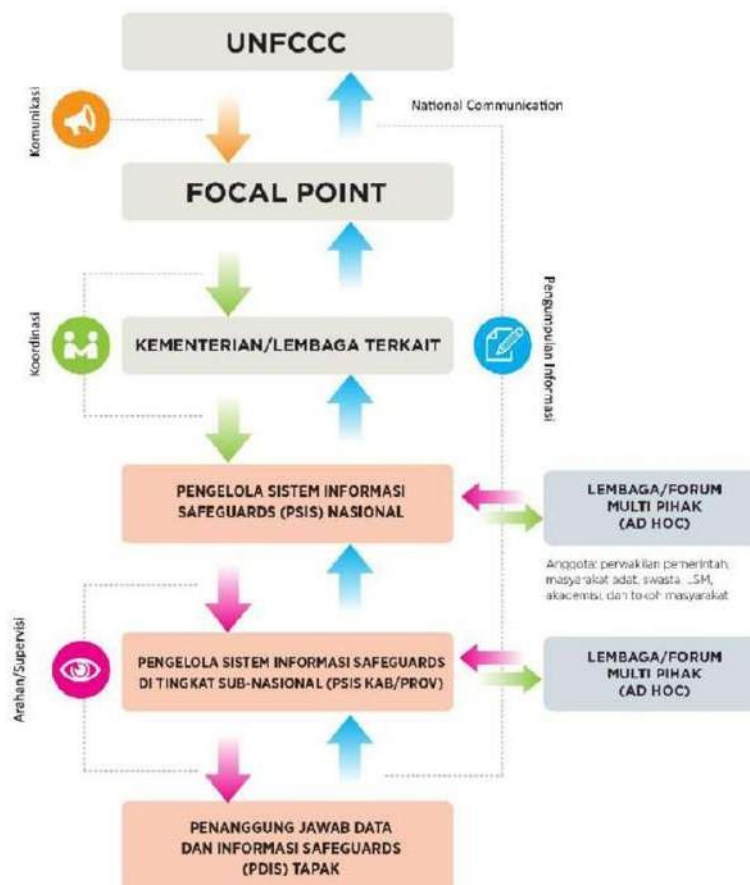 UNFCCC
Komunikasi
National Communication
FOCAL POINT
Koordinasi
KEMENTERIAN/LEMBAGA TERKAIT
Pengumpulan Informasi
PENGELOLA SISTEM INFORMASI
SAFEGUARDS (PSIS) NASIONAL
LEMBAGA/FORUM
MULTI PIHAK
(AD HOC)
Anggota: perwakilan pemerintah,
masyarakat adat, swasta, LSM,
akademisi, dan tokoh masyarakat
Arahan/Supervisi
PENGELOLA SISTEM INFORMASI SAFEGUARDS
DI TINGKAT SUB-NASIONAL (PSIS KAB/PROV)
LEMBAGA/FORUM
MULTI PIHAK
(AD HOC)
PENANGGUNG JAWAB DATA
DAN INFORMASI SAFEGUARDS
(PDIS) TAPAK